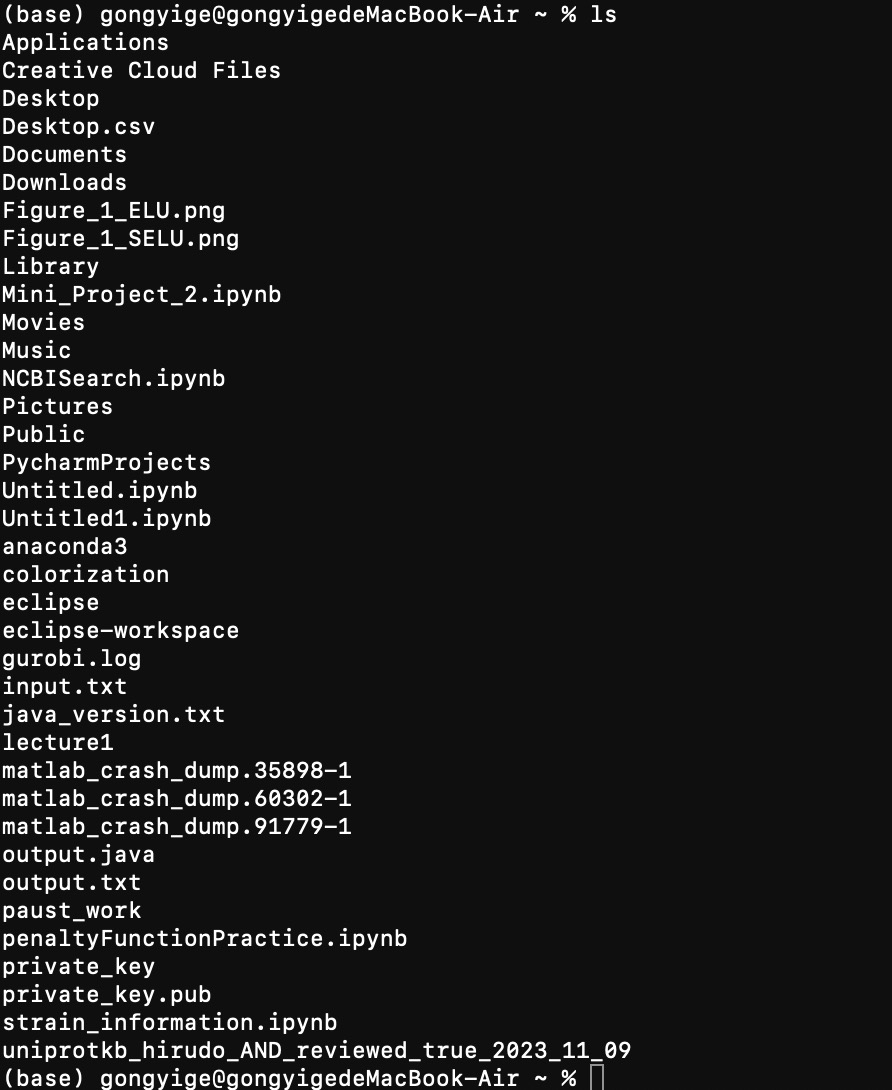 (base) gongyige@gongyigedeMacBook-Air ~ % ls
Applications
Creative Cloud Files
Desktop
Desktop.csv
Documents
Downloads
Figure_1_ELU.png
Figure_1_SELU.png
Library
Mini_Project_2.ipynb
Movies
Music
NCBISearch.ipynb
Pictures
Public
PycharmProjects
Untitled.ipynb
Untitled1.ipynb
anaconda3
colorization
eclipse
eclipse-workspace
gurobi.log
input.txt
java_version.txt
lecture1
matlab_crash_dump.35898-1
matlab_crash_dump.60302-1
matlab_crash_dump.91779-1
output.java
output.txt
paust_work
penaltyFunctionPractice.ipynb
private_key
private_key.pub
strain_information.ipynb
uniprotkb_hirudo_AND_reviewed_true_2023_11_09
(base) gongyige@gongyigedeMacBook-Air ~ %